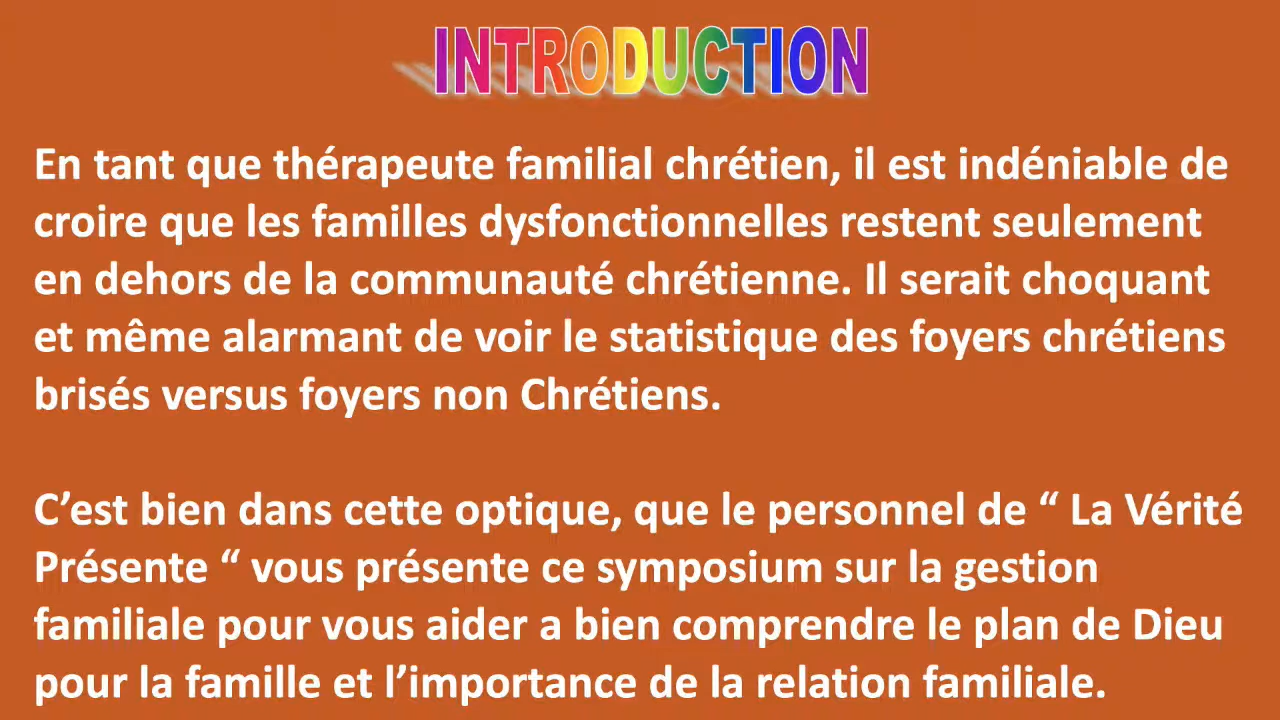 INTRODUCTION
En tant que thérapeute familial chrétien, il est indéniable de
croire que les familles dysfonctionnelles restent seulement
en dehors de la communauté chrétienne. Il serait choquant
et même alarmant de voir le statistique des foyers chrétiens
brisés versus foyers non Chrétiens.
C’est bien dans cette optique, que le personnel de “ La Vérité
Présente “ vous présente ce symposium sur la gestion
familiale pour vous aider a bien comprendre le plan de Dieu
pour la famille et l’importance de la relation familiale.